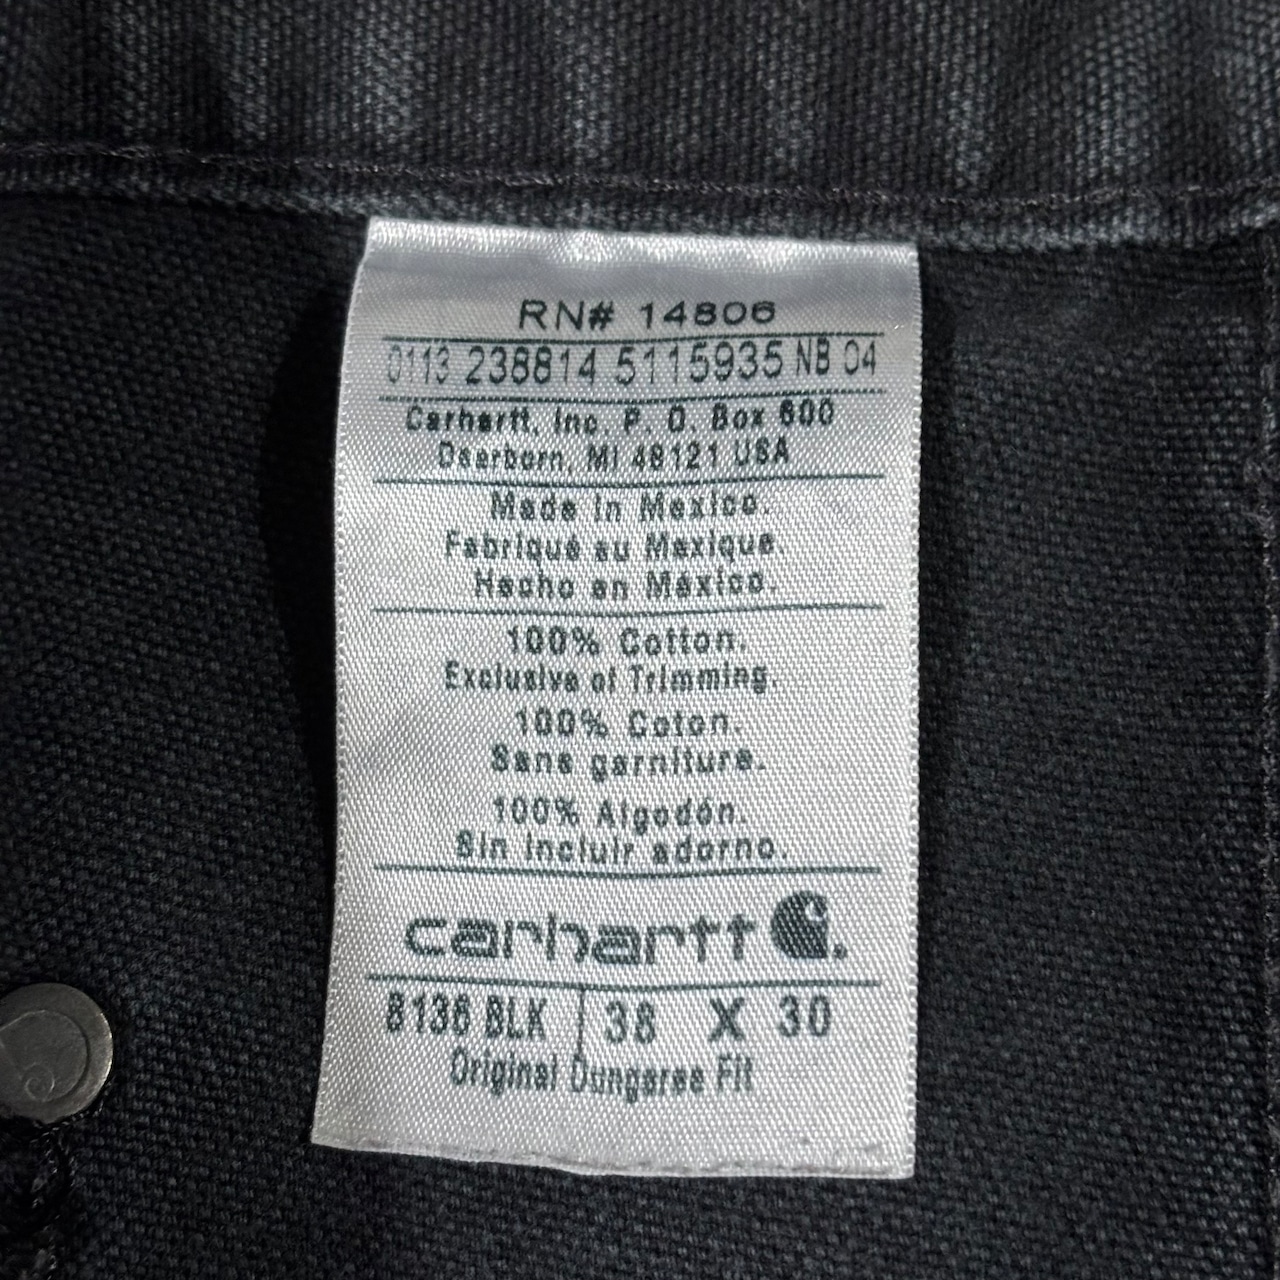 RN# 14806
0113 238814 5115935 NB 04
Carhartt, Inc. P. O. Box 600
Dearborn, MI 48121 USA
Made in Mexico.
Fabriqué au Mexique.
Hecho en México.
100% Cotton.
Exclusive of Trimming.
100% Coton.
Sans garniture.
100% Algodón.
Sin incluir adorno.
carhartt
B136 BLK 38 X 30
Original Dungaree Fit